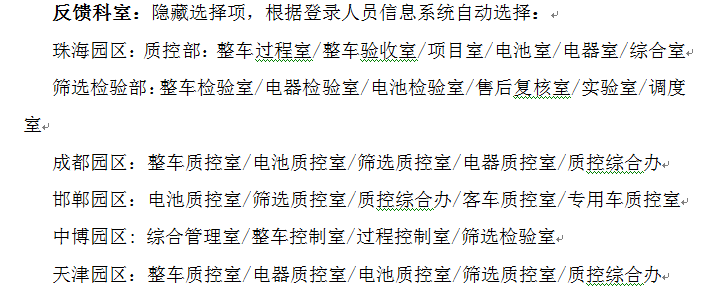 反馈科室：隐藏选择项，根据登录人员信息系统自动选择：
珠海园区：质控部：整车过程室/整车验收室/项目室/电池室/电器室/综合室
筛选检验部：整车检验室/电器检验室/电池检验室/售后复核室/实验室/调度
室
成都园区：整车质控室/电池质控室/筛选质控室/电器质控室/质控综合办
邯郸园区：电池质控室/筛选质控室/质控综合办/客车质控室/专用车质控室
中博园区：综合管理室/整车控制室/过程控制室/筛选检验室
天津园区：整车质控室/电器质控室/电池质控室/筛选质控室/质控综合办